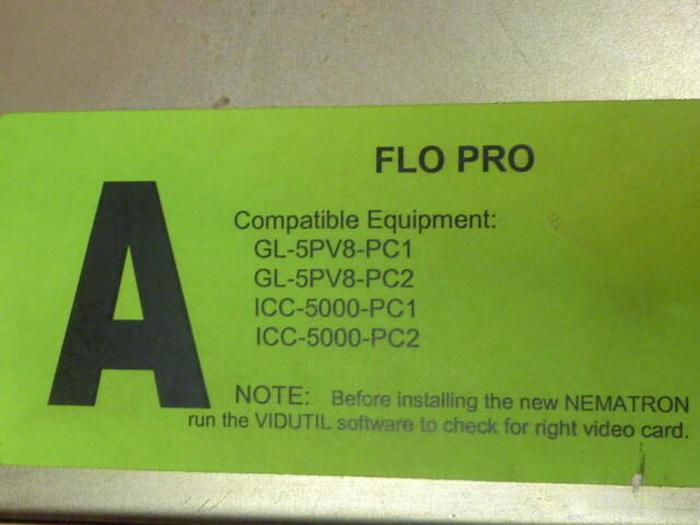 FLO PRO
A
Compatible Equipment:
GL-5PV8-PC1
GL-5PV8-PC2
ICC-5000-PC1
ICC-5000-PC2
NOTE: Before installing the new NEMATRON
run the VIDUTIL software to check for right video card.